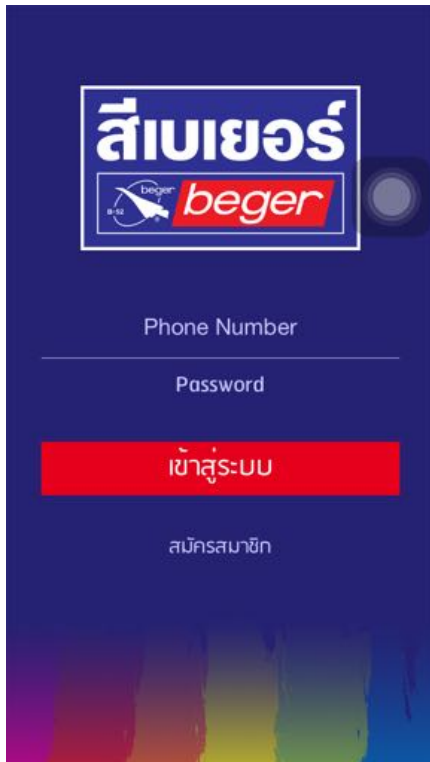 สีเบเยอร์
beger
B-52
beger
Phone Number
Password
เข้าสู่ระบบ
สมัครสมาชิก